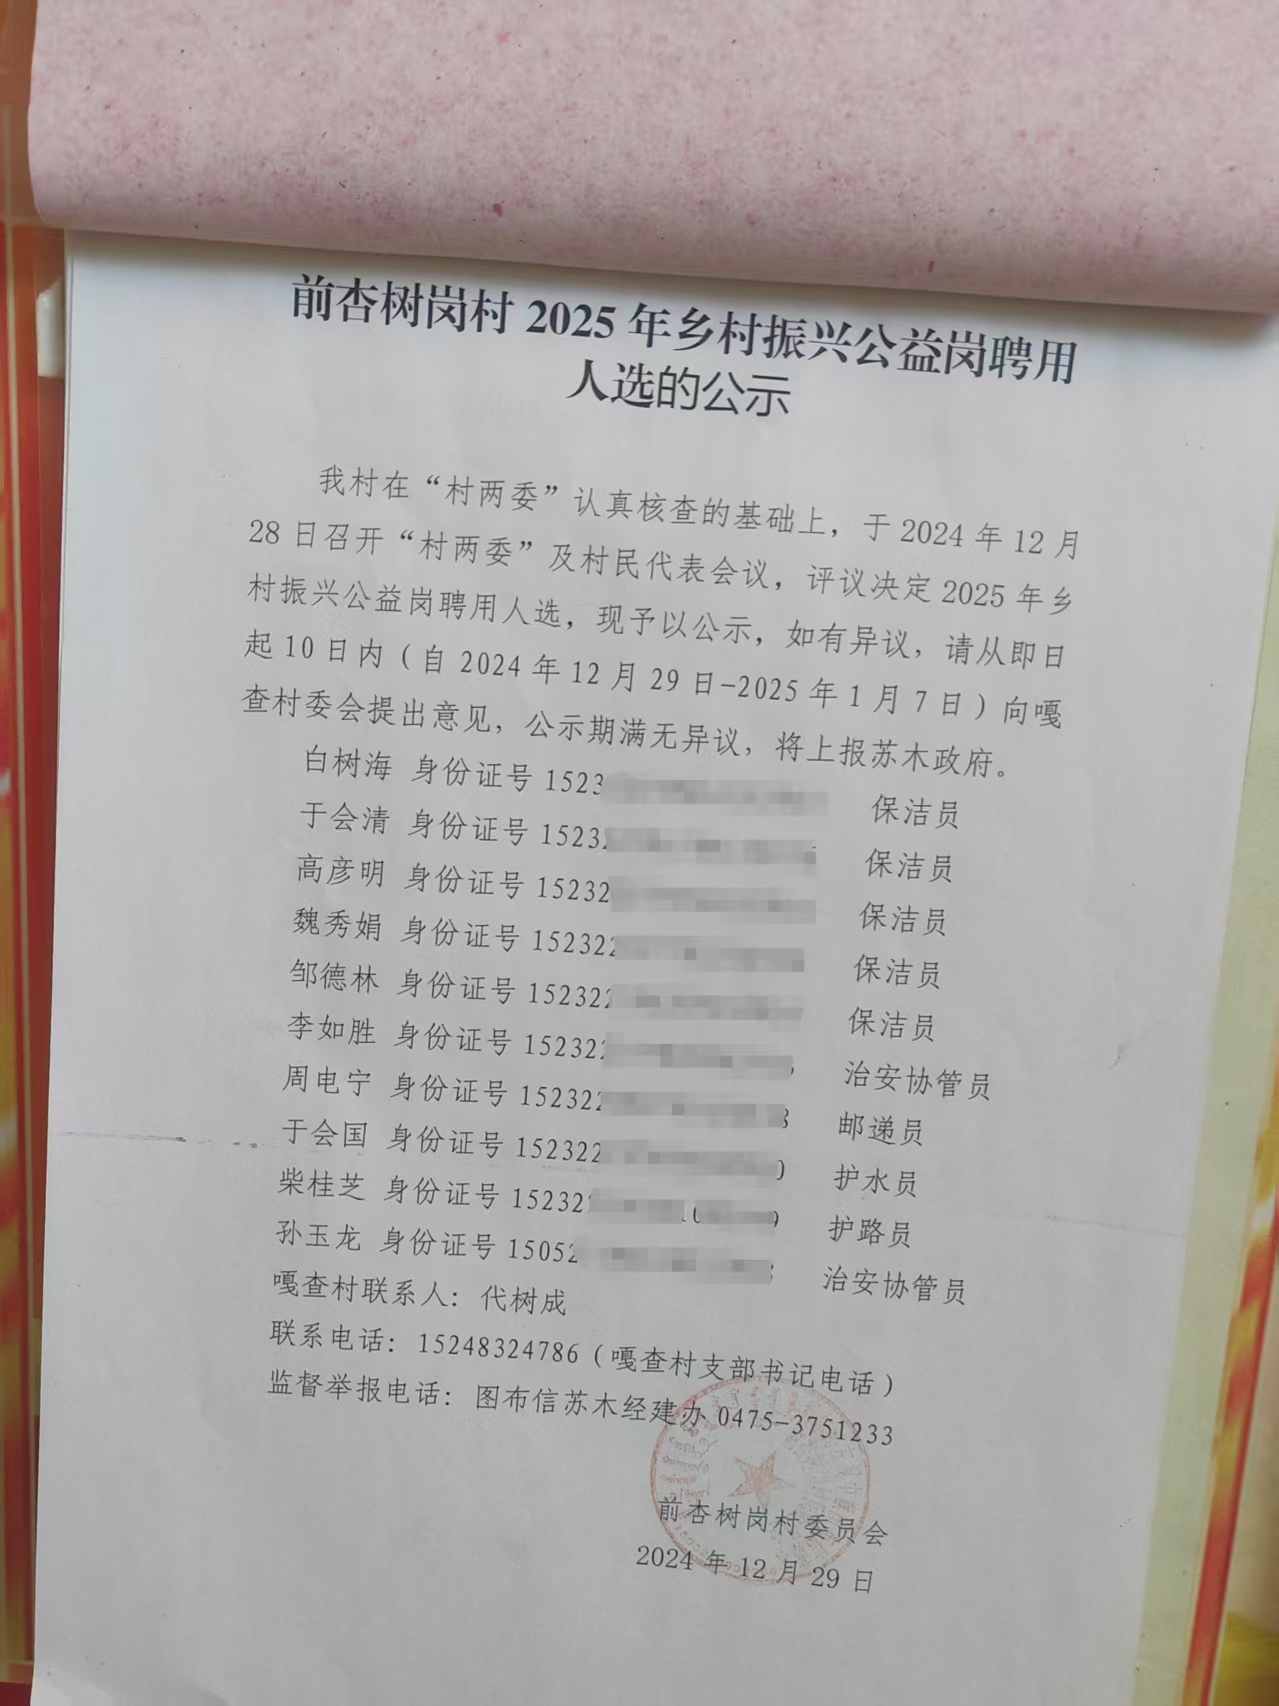 前杏树岗村 2025 年乡村振兴公益岗聘用
人选的公示
我村在“村两委”认真核查的基础上，于 2024 年 12 月
28 日召开“村两委”及村民代表会议，评议决定 2025 年乡
村振兴公益岗聘用人选，现予以公示，如有异议，请从即日
起 10 日内（自 2024 年 12 月 29 日-2025 年 1 月 7 日）向嘎
查村委会提出意见，公示期满无异议，将上报苏木政府。
白树海 身份证号 1523 保洁员
于会清 身份证号 1523 保洁员
高彦明 身份证号 15232 保洁员
魏秀娟 身份证号 152322 保洁员
邹德林 身份证号 152322 保洁员
李如胜 身份证号 152322 治安协管员
周电宁 身份证号 152322 8 邮递员
于会国 身份证号 152322 0 护水员
柴桂芝 身份证号 152322 9 护路员
孙玉龙 身份证号 15052 治安协管员
嘎查村联系人：代树成
联系电话：15248324786（嘎查村支部书记电话）
监督举报电话：图布信苏木经建办 0475-3751233
前杏树岗村委员会
2024 年 12 月 29 日